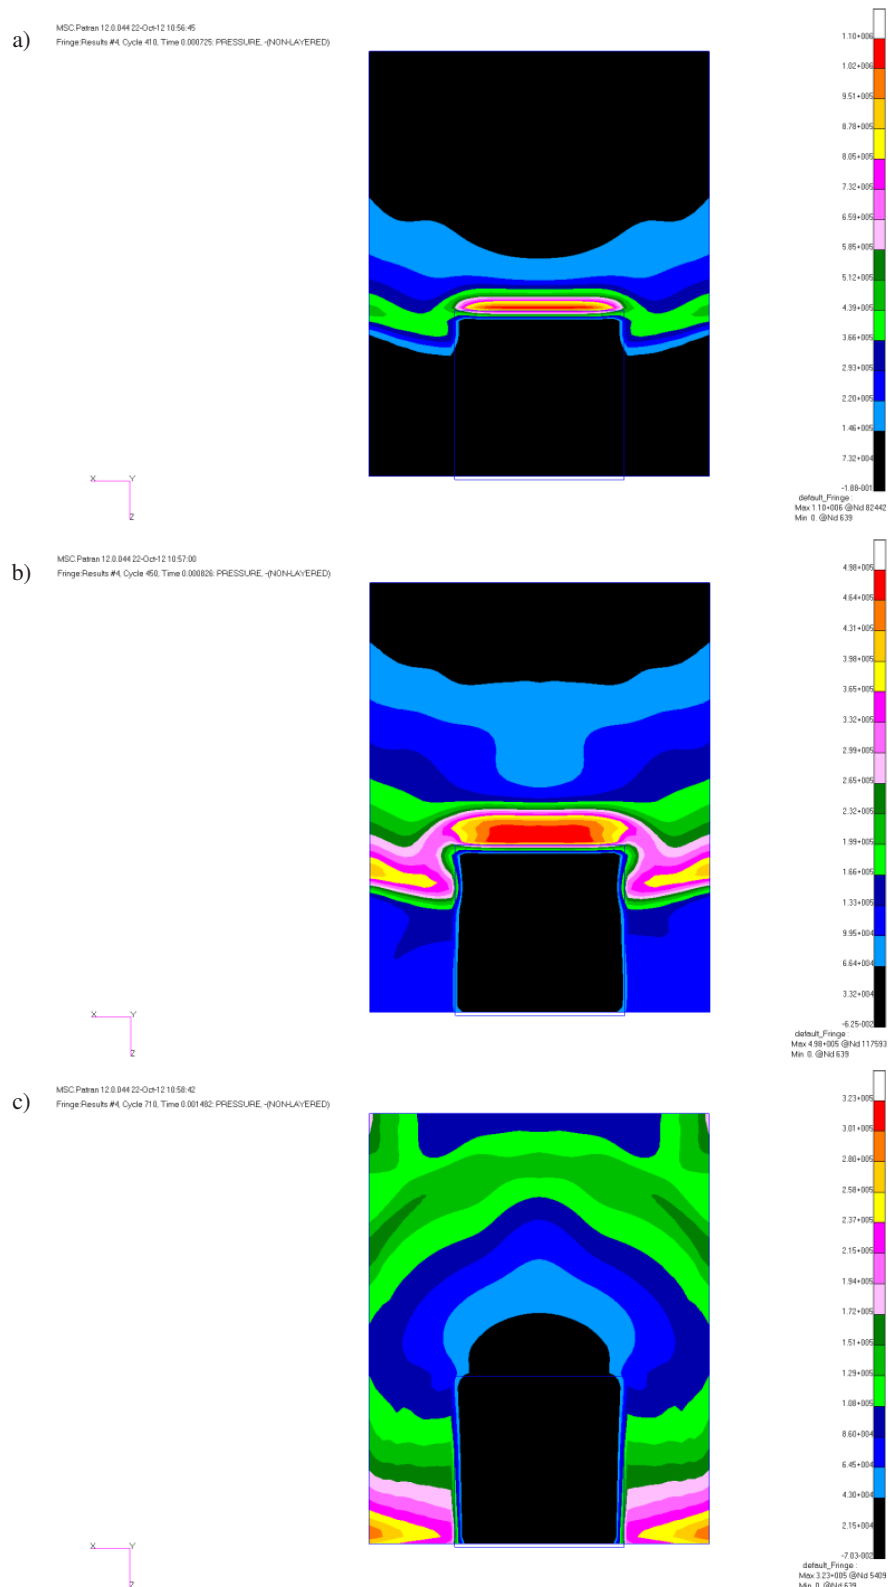 a)
MSC.Patran 12.0.044 22-Oct-12 10:56:45
Fringe:Results #4, Cycle 410, Time 0.000725: PRESSURE, -(NON-LAYERED)
1.10+006
1.02+006
9.51+005
8.78+005
8.05+005
7.32+005
6.59+005
5.85+005
5.12+005
4.39+005
3.66+005
2.93+005
2.20+005
1.46+005
7.32+004
-1.88-001
X Y
Z
default_Fringe :
Max 1.10+006 @Nd 82442
Min 0. @Nd 639
b)
MSC.Patran 12.0.044 22-Oct-12 10:57:00
Fringe:Results #4, Cycle 450, Time 0.000826: PRESSURE, -(NON-LAYERED)
4.98+005
4.64+005
4.31+005
3.98+005
3.65+005
3.32+005
2.99+005
2.65+005
2.32+005
1.99+005
1.66+005
1.33+005
9.95+004
6.64+004
3.32+004
-6.25-002
X Y
Z
default_Fringe :
Max 4.98+005 @Nd 117593
Min 0. @Nd 639
c)
MSC.Patran 12.0.044 22-Oct-12 10:58:42
Fringe:Results #4, Cycle 710, Time 0.001482: PRESSURE, -(NON-LAYERED)
3.23+005
3.01+005
2.80+005
2.58+005
2.37+005
2.15+005
1.94+005
1.72+005
1.51+005
1.29+005
1.08+005
8.60+004
6.45+004
4.30+004
2.15+004
-7.03-002
X Y
Z
default_Fringe :
Max 3.23+005 @Nd 5409
Min 0. @Nd 639